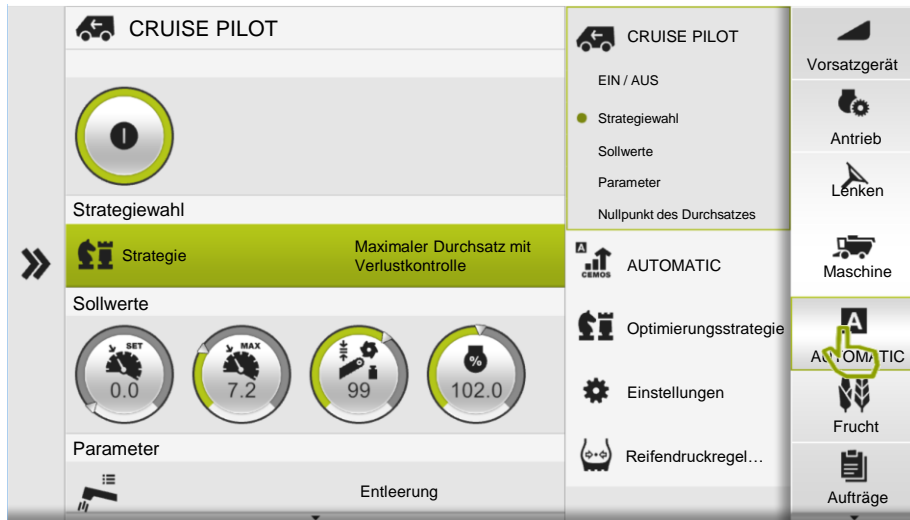 CRUISE PILOT
Strategiewahl
Strategie
Maximaler Durchsatz mit
Verlustkontrolle
Sollwerte
SET
0.0
MAX
7.2
99
%
102.0
Parameter
Entleerung
CRUISE PILOT
EIN / AUS
Strategiewahl
Sollwerte
Parameter
Nullpunkt des Durchsatzes
A
CEMOS
AUTOMATIC
Optimierungsstrategie
Einstellungen
Reifendruckregel…
Vorsatzgerät
Antrieb
Lenken
Maschine
A
AUTOMATIC
Frucht
Aufträge